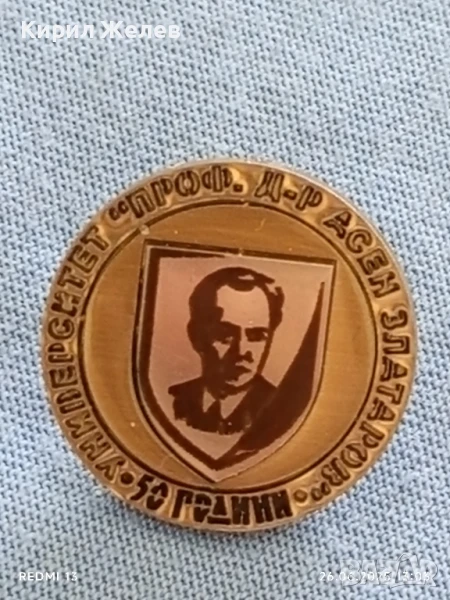 Кирил Желев
УНИВЕРСИТЕТ "ПРОФ. Д-Р АСЕН ЗЛАТАРОВ"
• 50 ГОДИНИ •
REDMI 13